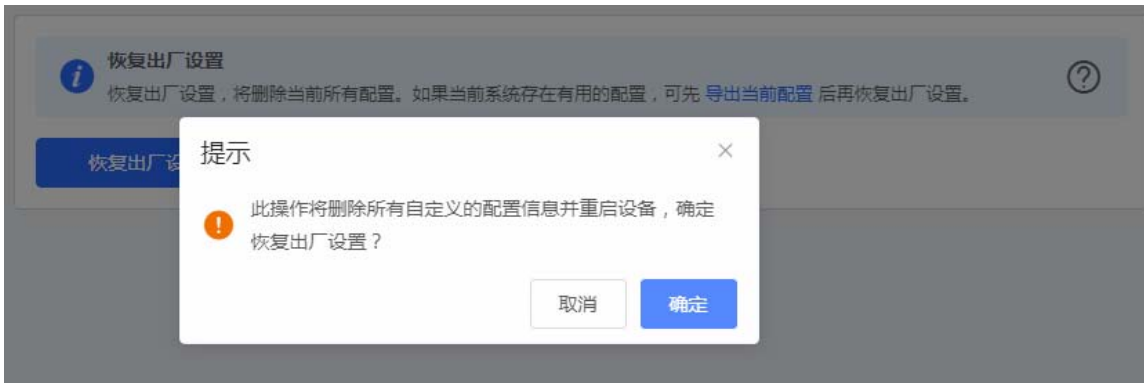 恢复出厂设置
恢复出厂设置，将删除当前所有配置。如果当前系统存在有用的配置，可先 导出当前配置 后再恢复出厂设置。
恢复出厂设
提示
此操作将删除所有自定义的配置信息并重启设备，确定
恢复出厂设置？
取消 确定